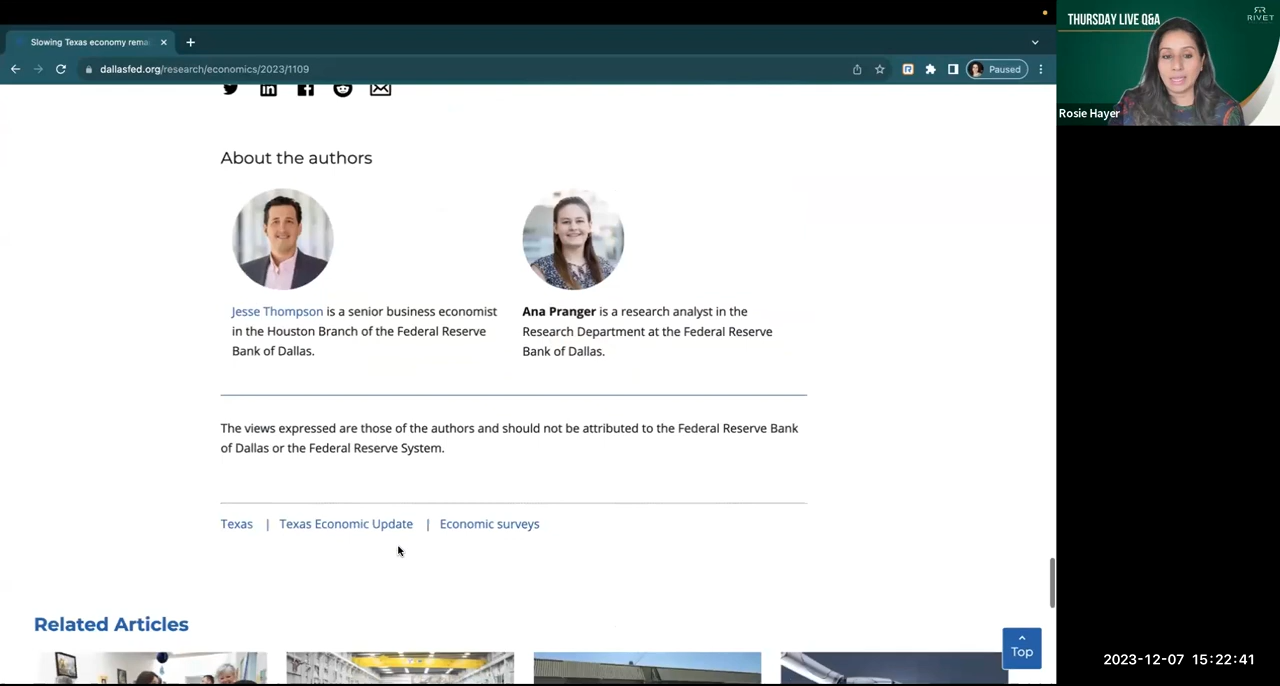 Slowing Texas economy rema
dallasfed.org/research/economics/2023/1109
Paused
THURSDAY LIVE Q&A
RIVET
Rosie Hayer
About the authors
Jesse Thompson is a senior business economist
in the Houston Branch of the Federal Reserve
Bank of Dallas.
Ana Pranger is a research analyst in the
Research Department at the Federal Reserve
Bank of Dallas.
The views expressed are those of the authors and should not be attributed to the Federal Reserve Bank
of Dallas or the Federal Reserve System.
Texas | Texas Economic Update | Economic surveys
Related Articles
Top
2023-12-07 15:22:41